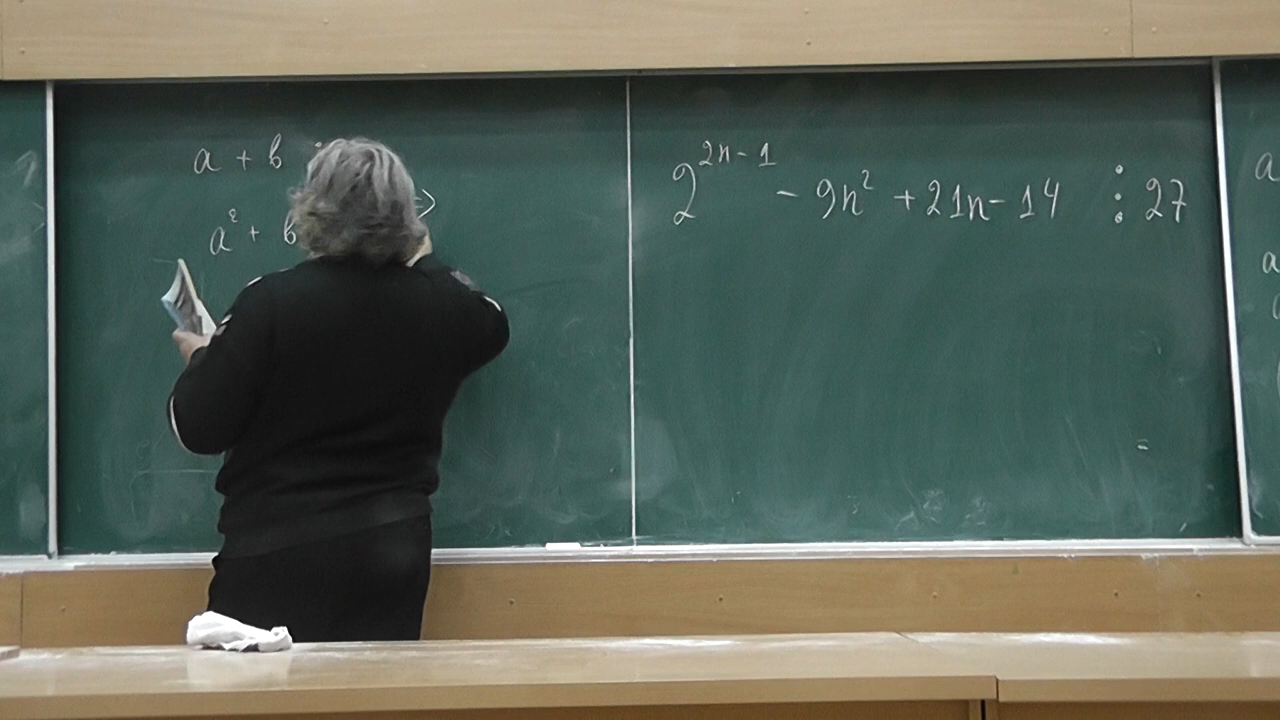 a + b
a² + b >
2^{2n-1} - 9n² + 21n - 14 ⋮ 27
a
a